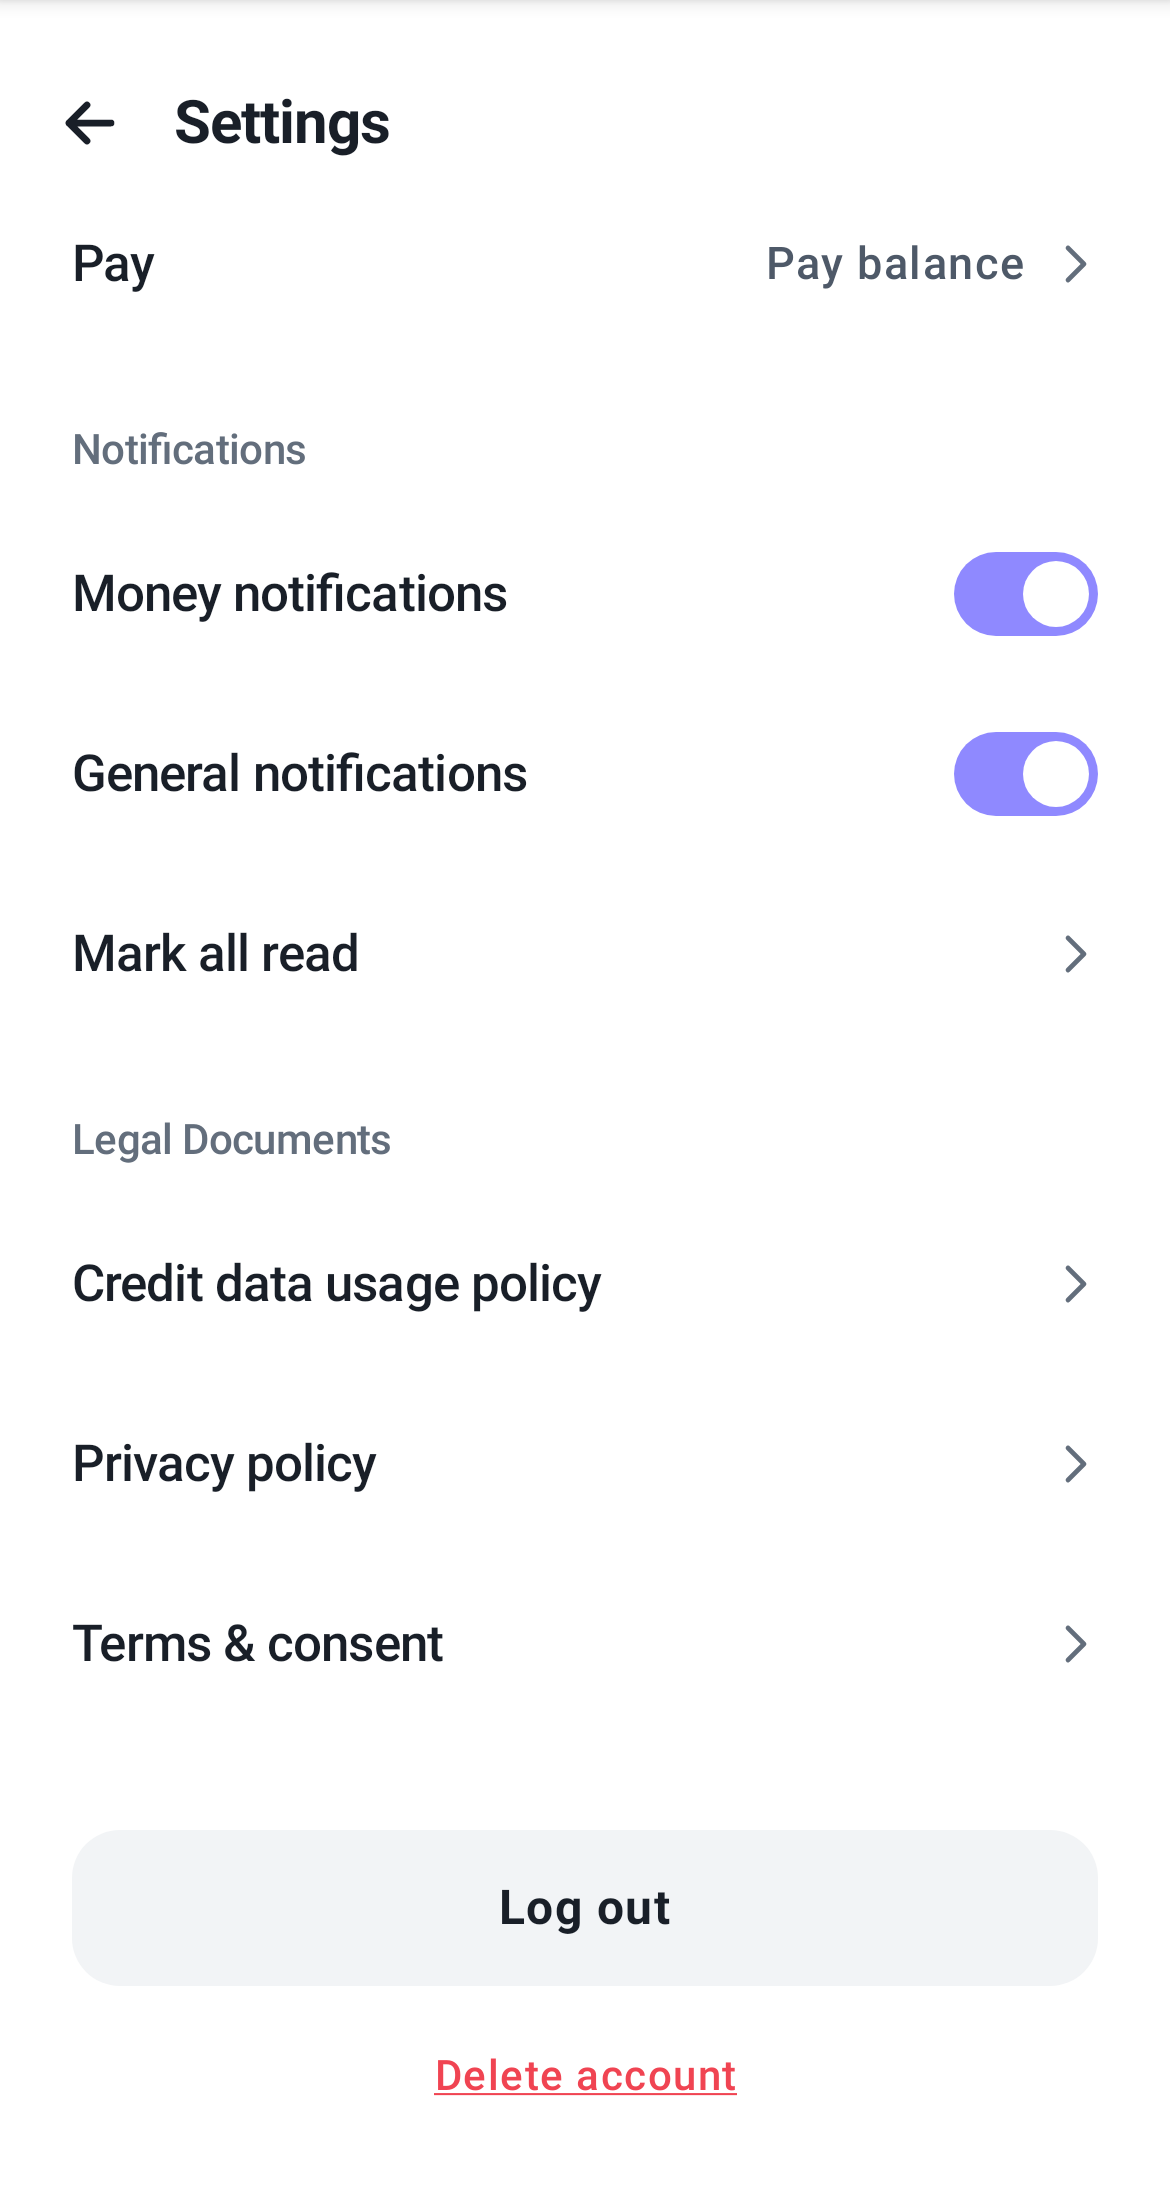 Settings
Pay
Pay balance
Notifications
Money notifications
General notifications
Mark all read
Legal Documents
Credit data usage policy
Privacy policy
Terms & consent
Log out
Delete account